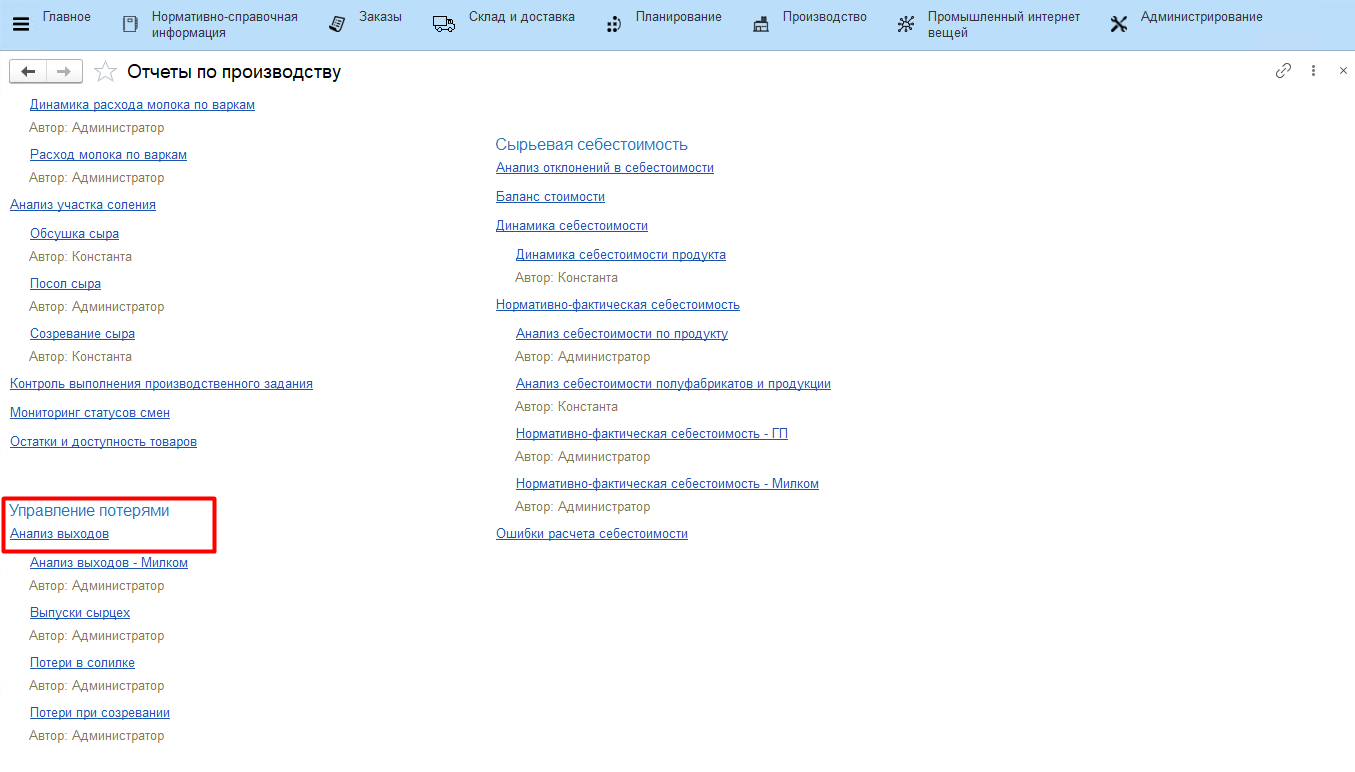 Главное
Нормативно-справочная
информация
Заказы
Склад и доставка
Планирование
Производство
Промышленный интернет
вещей
Администрирование
Отчеты по производству
Динамика расхода молока по варкам
Автор: Администратор
Расход молока по варкам
Автор: Администратор
Анализ участка соления
Обсушка сыра
Автор: Константа
Посол сыра
Автор: Администратор
Созревание сыра
Автор: Константа
Контроль выполнения производственного задания
Мониторинг статусов смен
Остатки и доступность товаров
Управление потерями
Анализ выходов
Анализ выходов - Милком
Автор: Администратор
Выпуски сырцех
Автор: Администратор
Потери в солилке
Автор: Администратор
Потери при созревании
Автор: Администратор
Сырьевая себестоимость
Анализ отклонений в себестоимости
Баланс стоимости
Динамика себестоимости
Динамика себестоимости продукта
Автор: Константа
Нормативно-фактическая себестоимость
Анализ себестоимости по продукту
Автор: Администратор
Анализ себестоимости полуфабрикатов и продукции
Автор: Константа
Нормативно-фактическая себестоимость - ГП
Автор: Администратор
Нормативно-фактическая себестоимость - Милком
Автор: Администратор
Ошибки расчета себестоимости